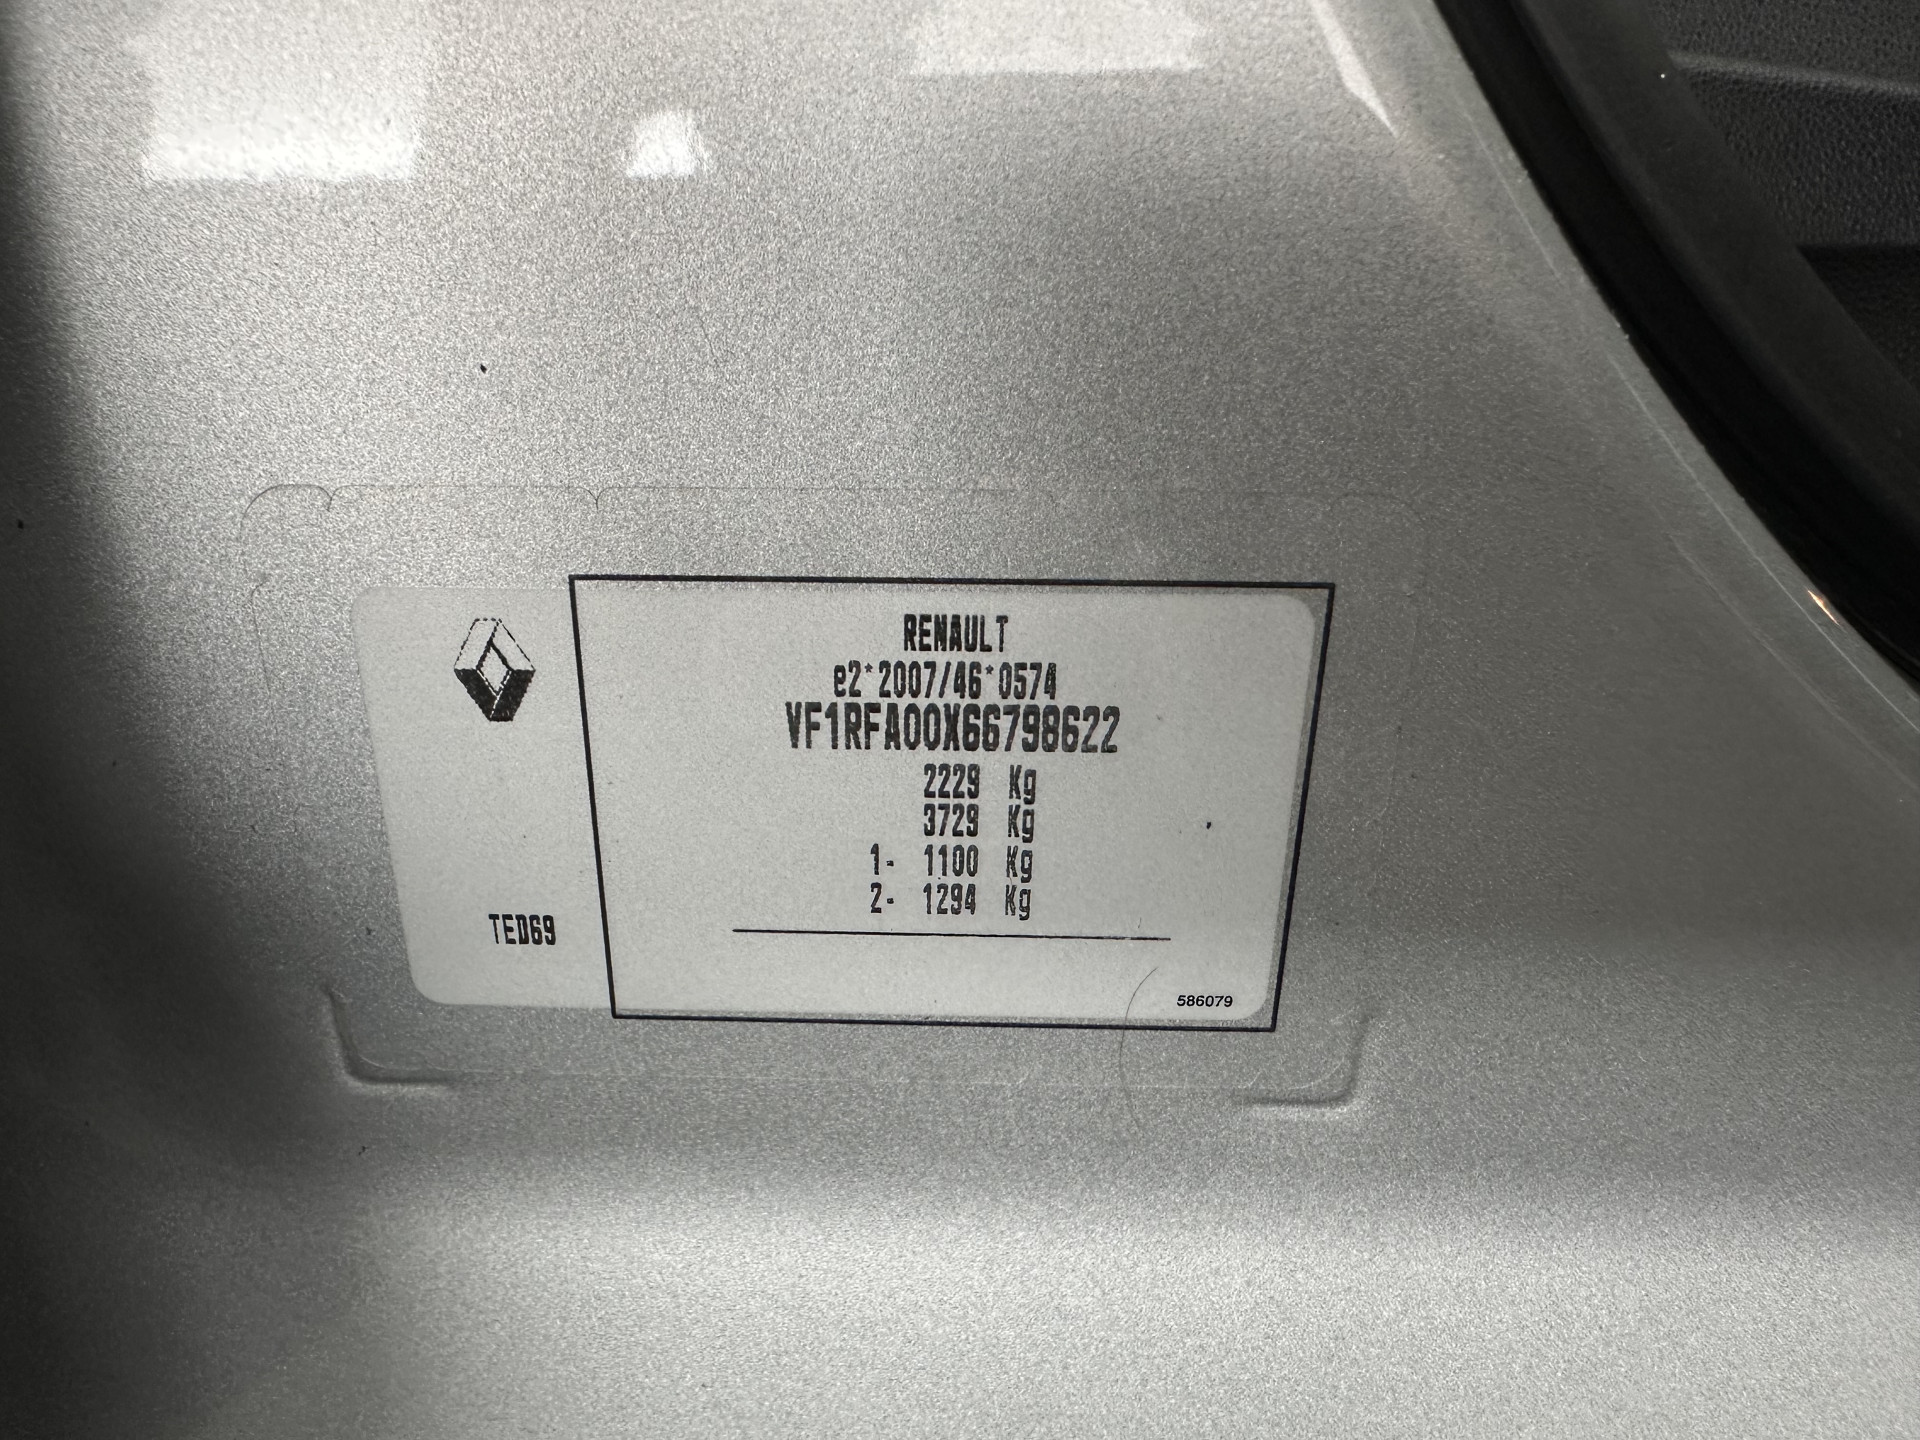 RENAULT
e2*2007/46*0574
VF1RFA00X66798622
2229 Kg
3729 Kg
1- 1100 Kg
2- 1294 Kg
TED69
586079